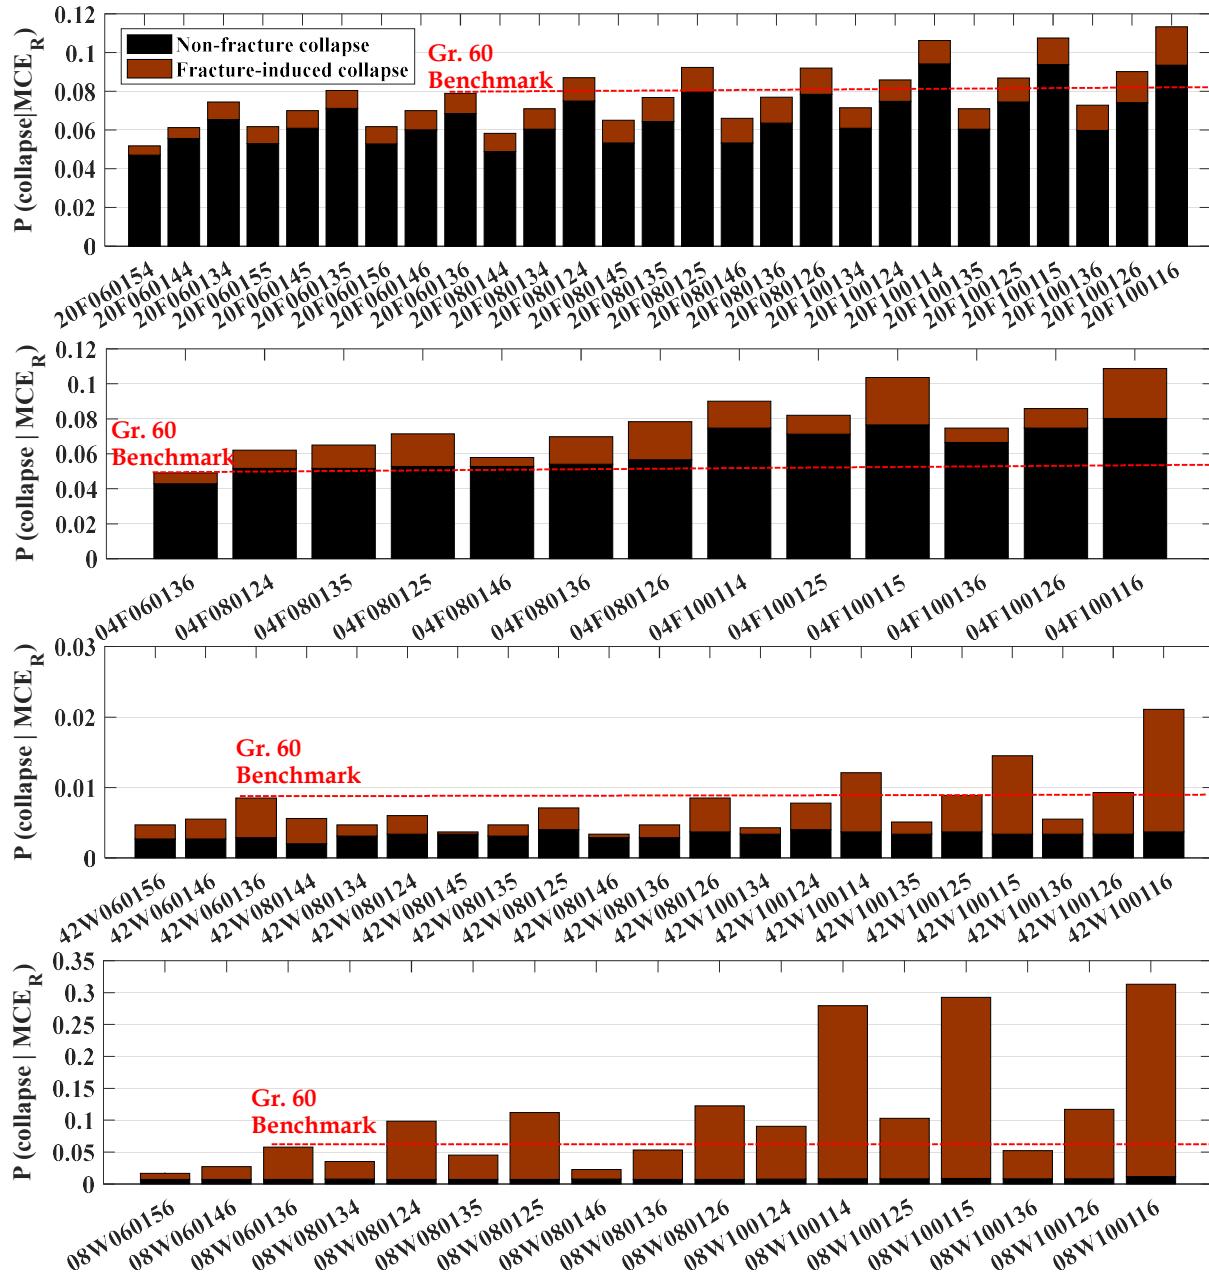 0.12
0.1
0.08
0.06
0.04
0.02
0
P (collapse|MCE_R)
Non-fracture collapse
Fracture-induced collapse
Gr. 60
Benchmark
20F060154
20F060144
20F060134
20F060155
20F060145
20F060135
20F060156
20F060146
20F060136
20F080144
20F080134
20F080124
20F080145
20F080135
20F080125
20F080146
20F080136
20F080126
20F100134
20F100124
20F100114
20F100135
20F100125
20F100115
20F100136
20F100126
20F100116
0.12
0.1
0.08
0.06
0.04
0.02
0
P (collapse | MCE_R)
Gr. 60
Benchmark
04F060136
04F080124
04F080135
04F080125
04F080146
04F080136
04F080126
04F100114
04F100125
04F100115
04F100136
04F100126
04F100116
0.03
0.02
0.01
0
P (collapse | MCE_R)
Gr. 60
Benchmark
42W060156
42W060146
42W060136
42W080144
42W080134
42W080124
42W080145
42W080135
42W080125
42W080146
42W080136
42W080126
42W100134
42W100124
42W100114
42W100135
42W100125
42W100115
42W100136
42W100126
42W100116
0.35
0.3
0.25
0.2
0.15
0.1
0.05
0
P (collapse | MCE_R)
Gr. 60
Benchmark
08W060156
08W060146
08W060136
08W080134
08W080124
08W080135
08W080125
08W080146
08W080136
08W080126
08W100124
08W100114
08W100125
08W100115
08W100136
08W100126
08W100116